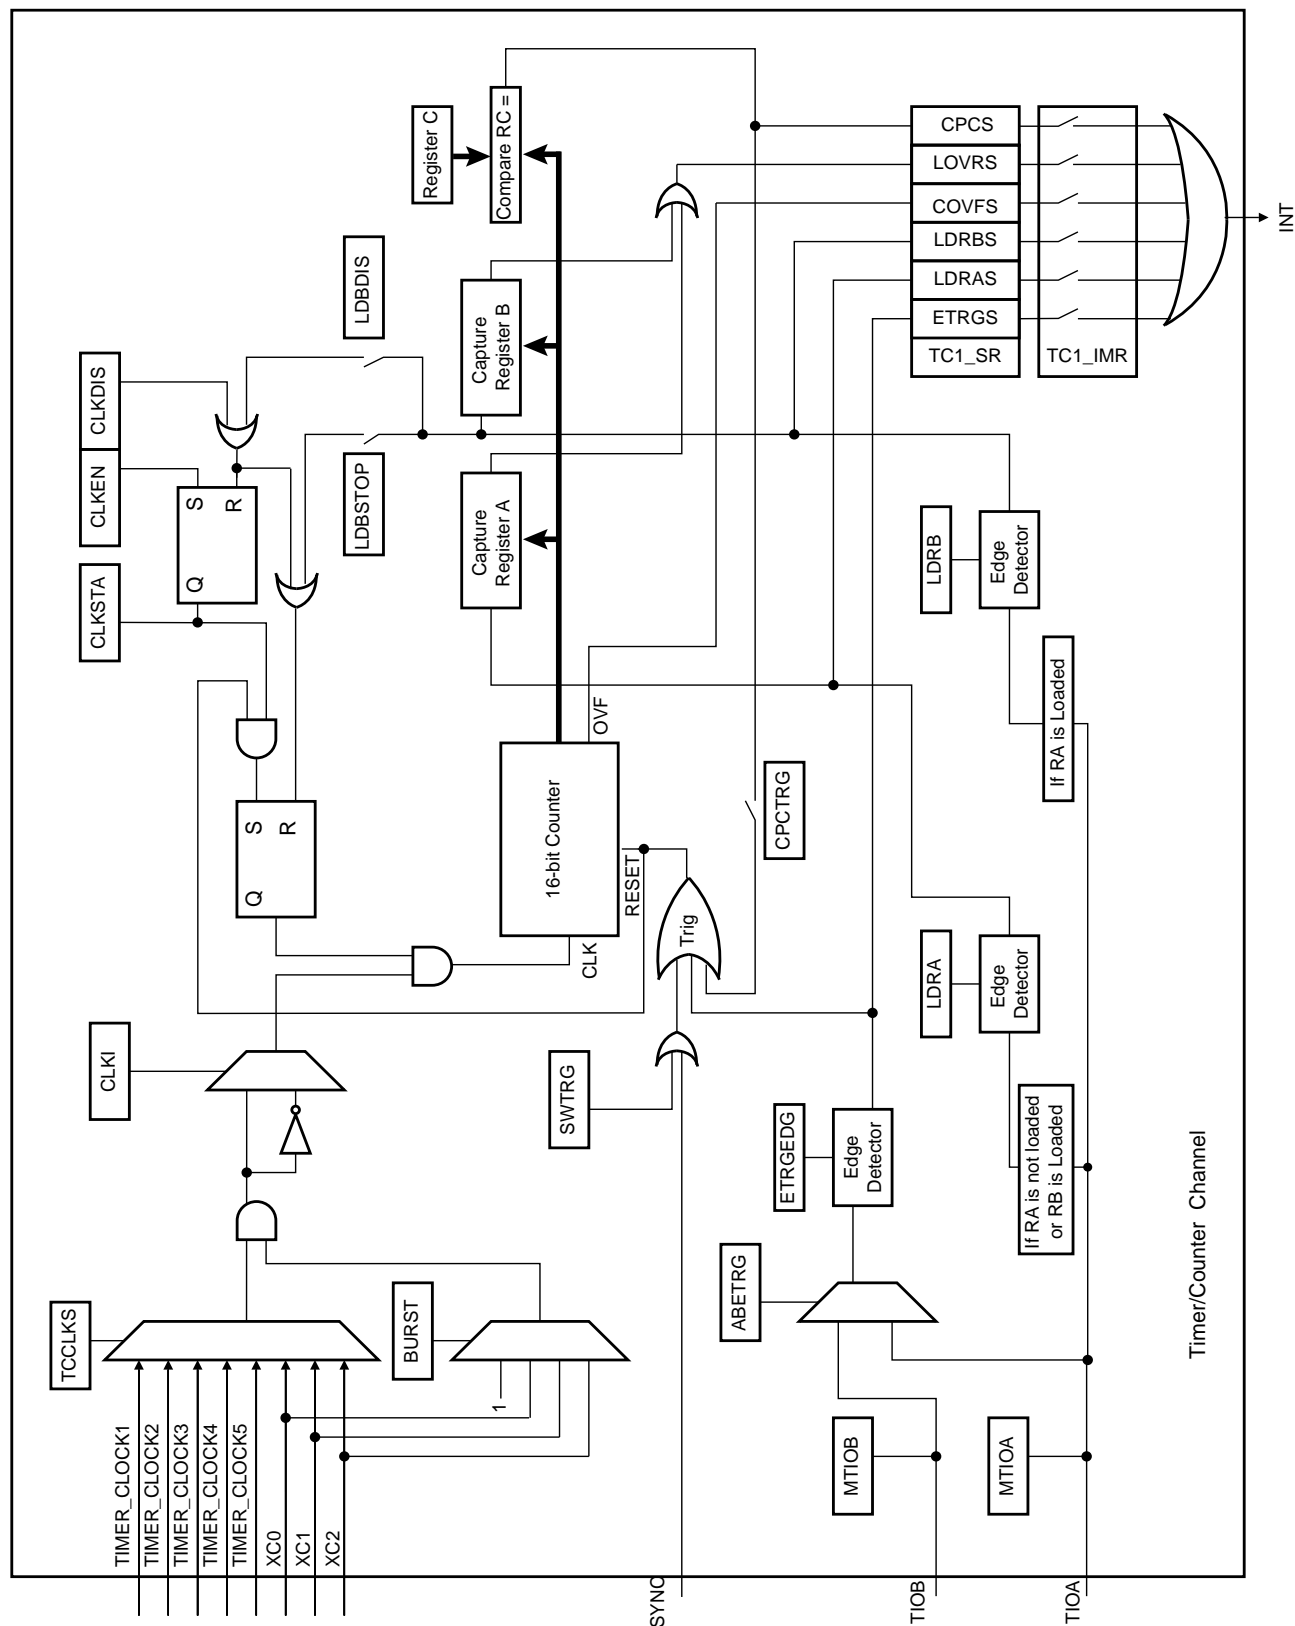 TCCLKS
TIMER_CLOCK1
TIMER_CLOCK2
TIMER_CLOCK3
TIMER_CLOCK4
TIMER_CLOCK5
XC0
XC1
XC2
CLKI
CLKSTA
CLKEN
CLKDIS
Q
S
R
Q
S
R
LDBSTOP
LDBDIS
BURST
1
Register C
Capture
Register A
Capture
Register B
Compare RC =
16-bit Counter
CLK
OVF
RESET
SWTRG
Trig
SYNC
ABETRG
ETRGEDG
Edge
Detector
CPCTRG
MTIOB
TIOB
MTIOA
TIOA
If RA is not loaded
or RB is Loaded
LDRA
Edge
Detector
If RA is Loaded
LDRB
Edge
Detector
CPCS
LOVRS
COVFS
LDRBS
LDRAS
ETRGS
TC1_SR
TC1_IMR
INT
Timer/Counter Channel